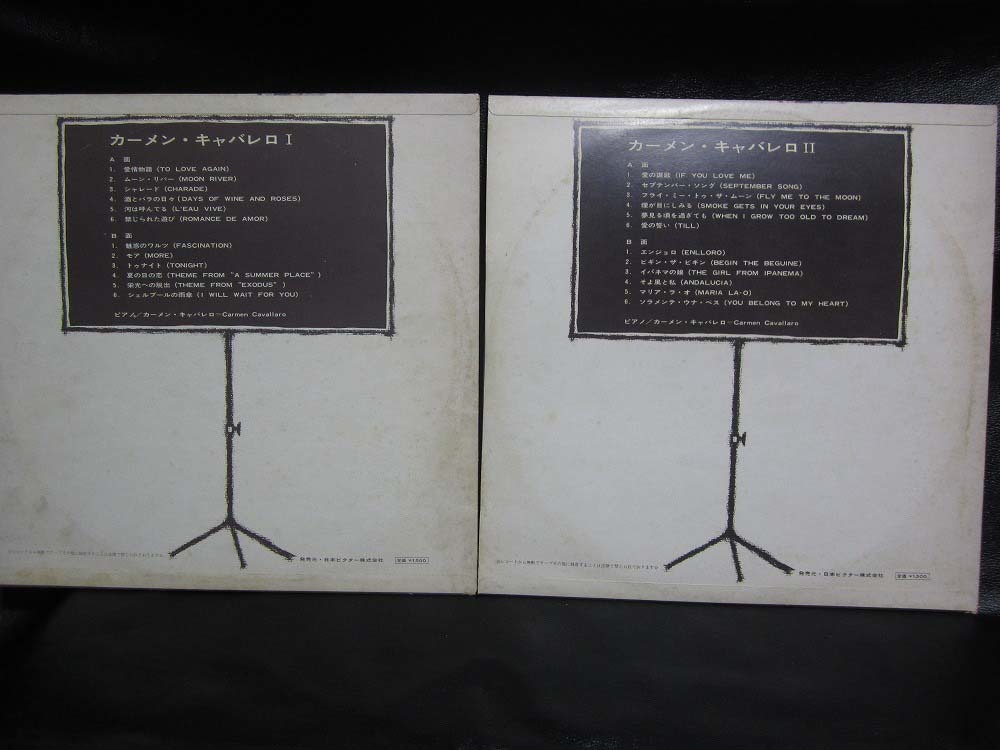 カーメン・キャバレロ I
A 面
1. 愛情物語 (TO LOVE AGAIN)
2. ムーン・リバー (MOON RIVER)
3. シャレード (CHARADE)
4. 酒とバラの日々 (DAYS OF WINE AND ROSES)
5. 河は呼んでる (L'EAU VIVE)
6. 禁じられた遊び (ROMANCE DE AMOR)
B 面
1. 魅惑のワルツ (FASCINATION)
2. モア (MORE)
3. トゥナイト (TONIGHT)
4. 夏の日の恋 (THEME FROM "A SUMMER PLACE")
5. 栄光への脱出 (THEME FROM "EXODUS")
6. シェルブールの雨傘 (I WILL WAIT FOR YOU)
ピアノ/カーメン・キャバレロ=Carmen Cavallaro
発売元・日本ビクター株式会社
定価 ¥1,500
カーメン・キャバレロ II
A 面
1. 愛の讃歌 (IF YOU LOVE ME)
2. セプテンバー・ソング (SEPTEMBER SONG)
3. フライ・ミー・トゥ・ザ・ムーン (FLY ME TO THE MOON)
4. 煙が目にしみる (SMOKE GETS IN YOUR EYES)
5. 夢見る頃を過ぎても (WHEN I GROW TOO OLD TO DREAM)
6. 愛の誓い (TILL)
B 面
1. エンジョロ (ENLLORO)
2. ビギン・ザ・ビギン (BEGIN THE BEGUINE)
3. イパネマの娘 (THE GIRL FROM IPANEMA)
4. そよ風と私 (ANDALUCIA)
5. マリア・ラ・オ (MARIA LA-O)
6. ソラメンテ・ウナ・ベス (YOU BELONG TO MY HEART)
ピアノ/カーメン・キャバレロ=Carmen Cavallaro
発売元・日本ビクター株式会社
定価 ¥1,500